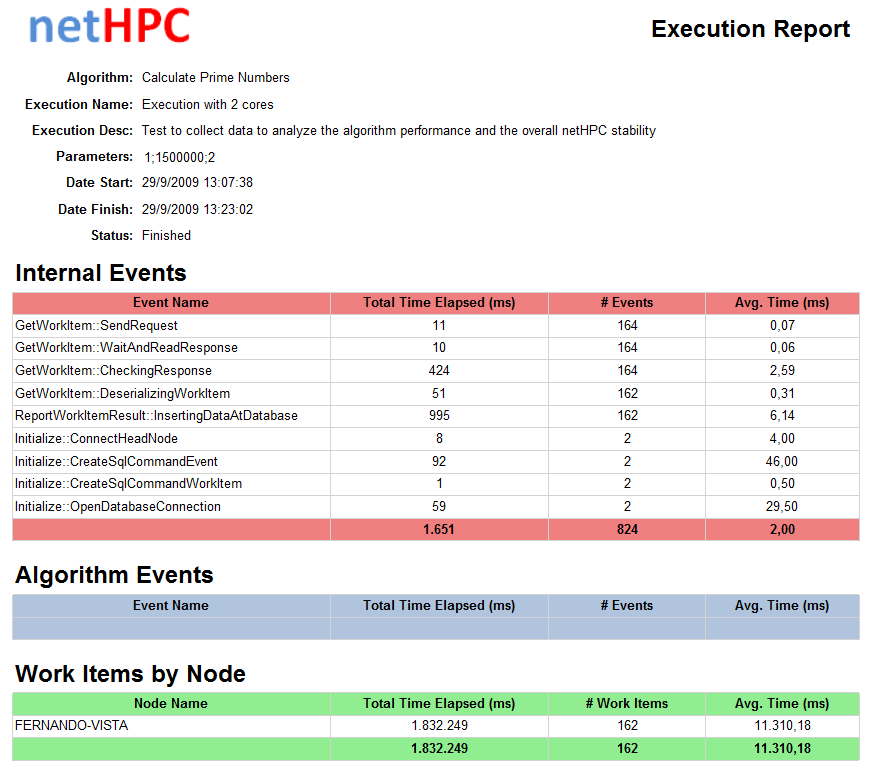 netHPC
Execution Report
Algorithm: Calculate Prime Numbers
Execution Name: Execution with 2 cores
Execution Desc: Test to collect data to analyze the algorithm performance and the overall netHPC stability
Parameters: 1;1500000;2
Date Start: 29/9/2009 13:07:38
Date Finish: 29/9/2009 13:23:02
Status: Finished
Internal Events
Event Name Total Time Elapsed (ms) # Events Avg. Time (ms)
GetWorkItem::SendRequest 11 164 0,07
GetWorkItem::WaitAndReadResponse 10 164 0,06
GetWorkItem::CheckingResponse 424 164 2,59
GetWorkItem::DeserializingWorkItem 51 162 0,31
ReportWorkItemResult::InsertingDataAtDatabase 995 162 6,14
Initialize::ConnectHeadNode 8 2 4,00
Initialize::CreateSqlCommandEvent 92 2 46,00
Initialize::CreateSqlCommandWorkItem 1 2 0,50
Initialize::OpenDatabaseConnection 59 2 29,50
1.651 824 2,00
Algorithm Events
Event Name Total Time Elapsed (ms) # Events Avg. Time (ms)
Work Items by Node
Node Name Total Time Elapsed (ms) # Work Items Avg. Time (ms)
FERNANDO-VISTA 1.832.249 162 11.310,18
1.832.249 162 11.310,18